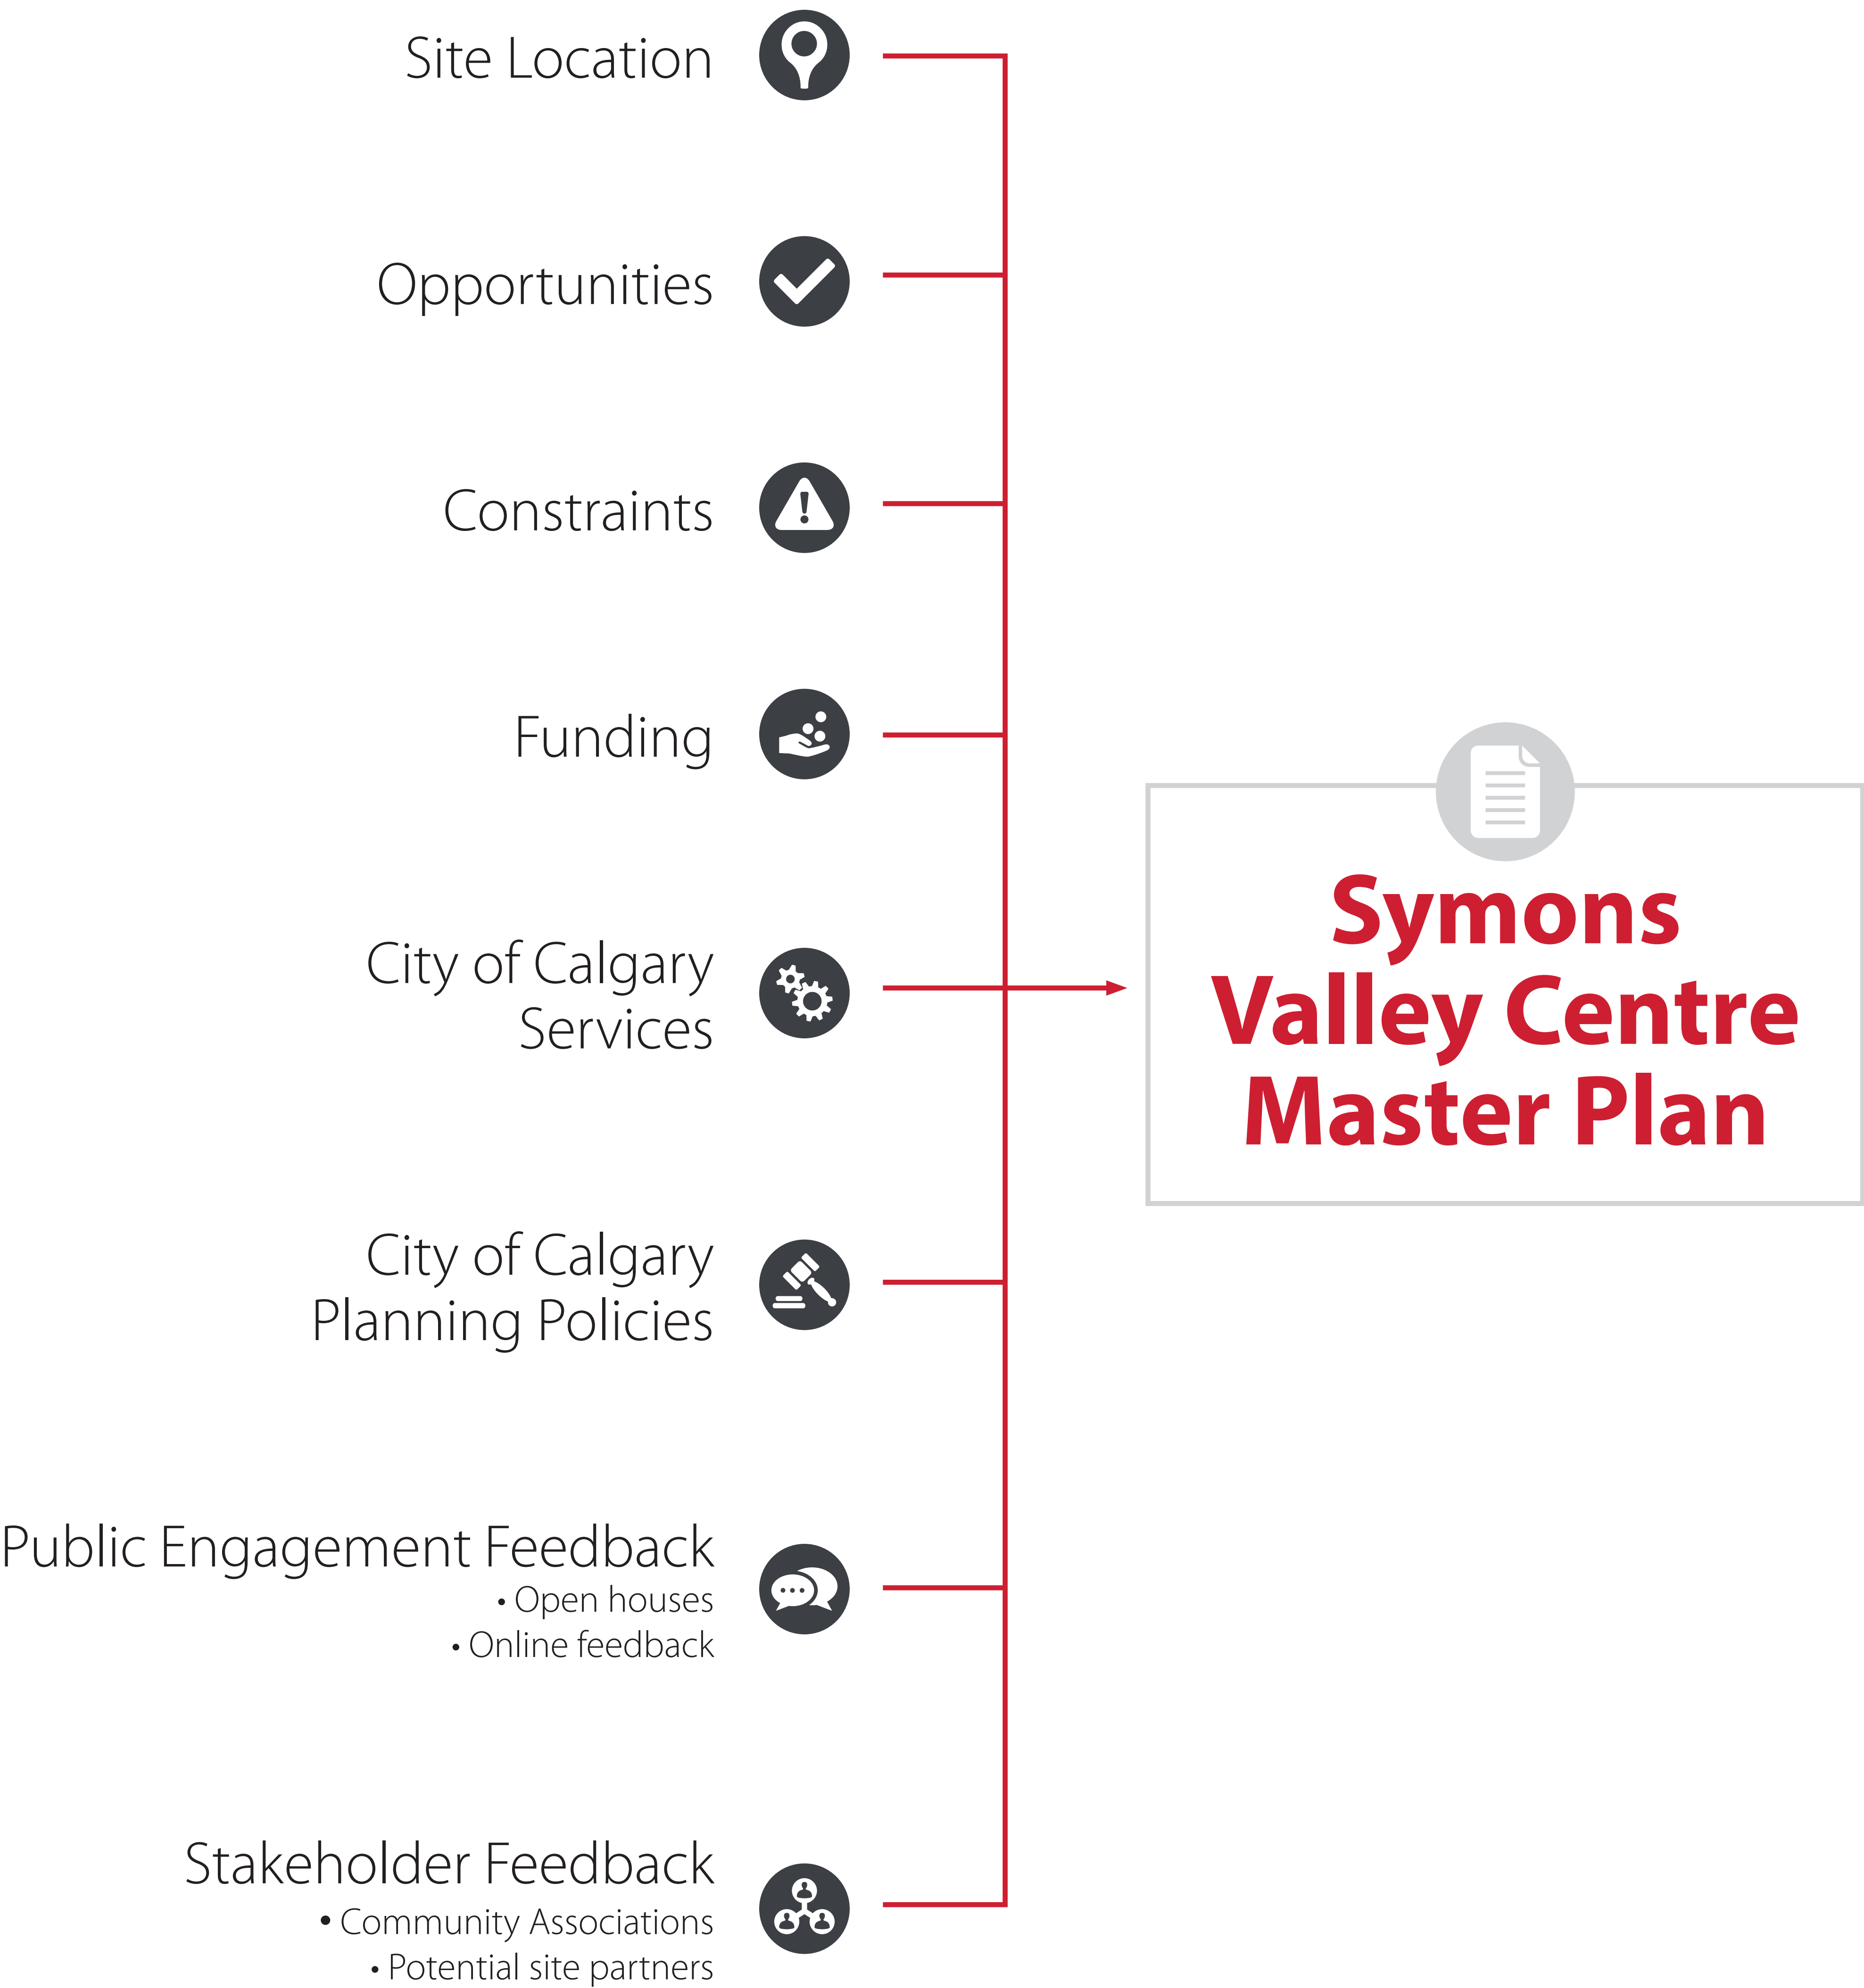 Site Location
Opportunities
Constraints
Funding
City of Calgary
Services
City of Calgary
Planning Policies
Public Engagement Feedback
• Open houses
• Online feedback
Stakeholder Feedback
• Community Associations
• Potential site partners
Symons
Valley Centre
Master Plan